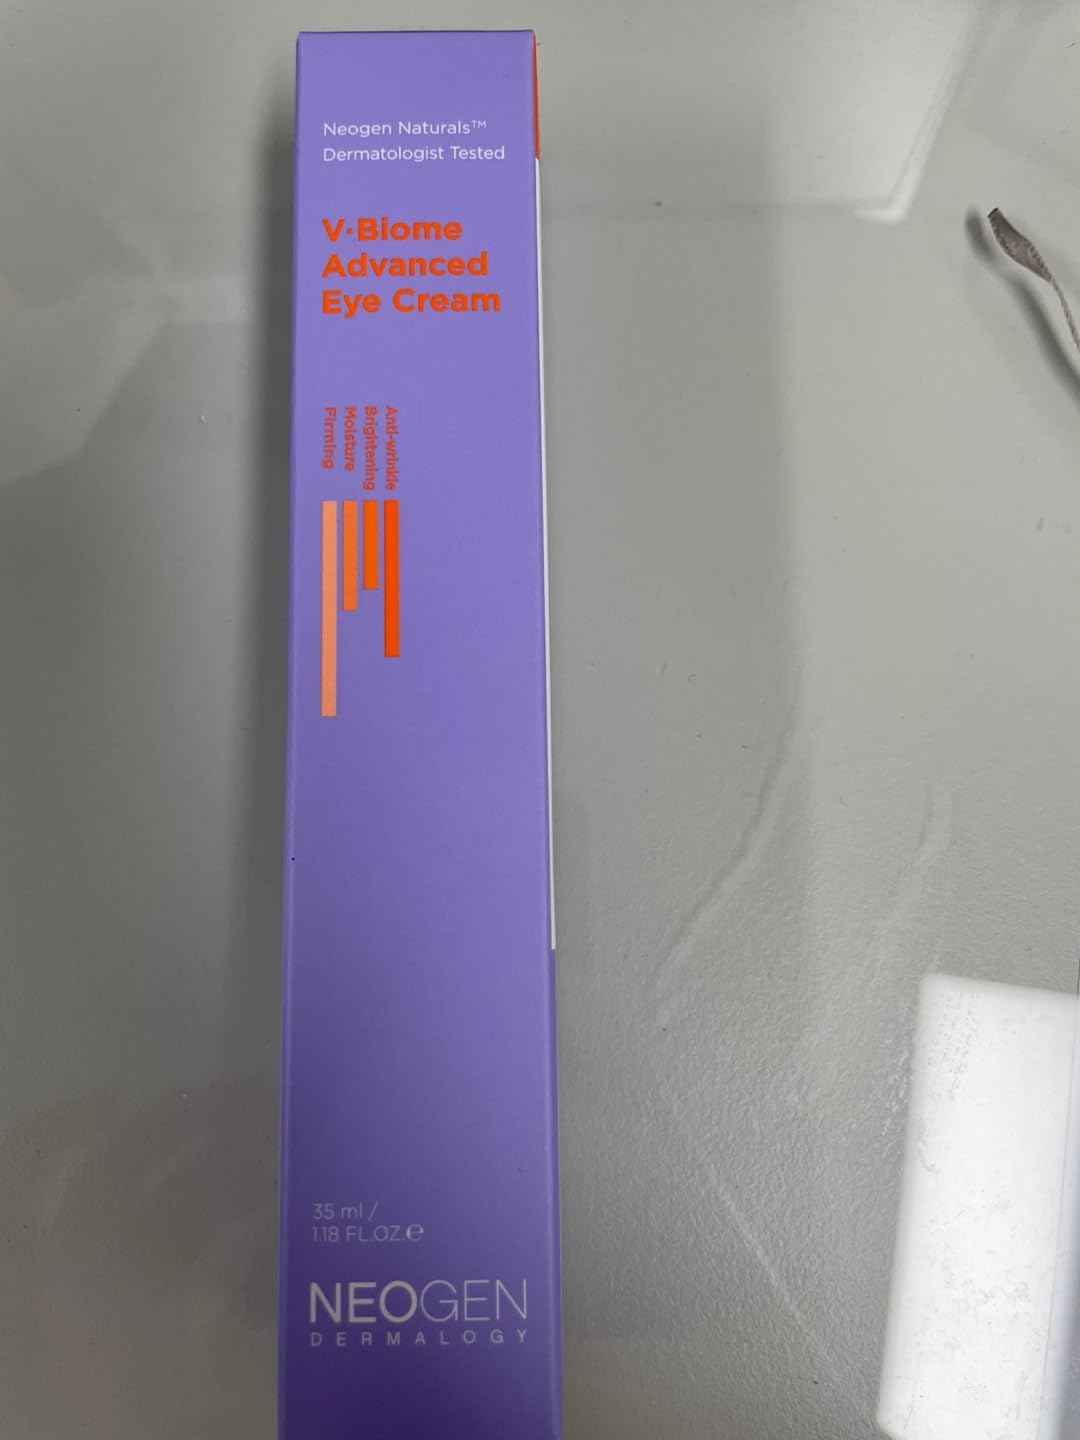 Neogen Naturals™
Dermatologist Tested
V·Biome
Advanced
Eye Cream
Anti-wrinkle
Brightening
Moisture
Firming
35 ml /
1.18 FL.OZ.℮
NEOGEN
DERMALOGY